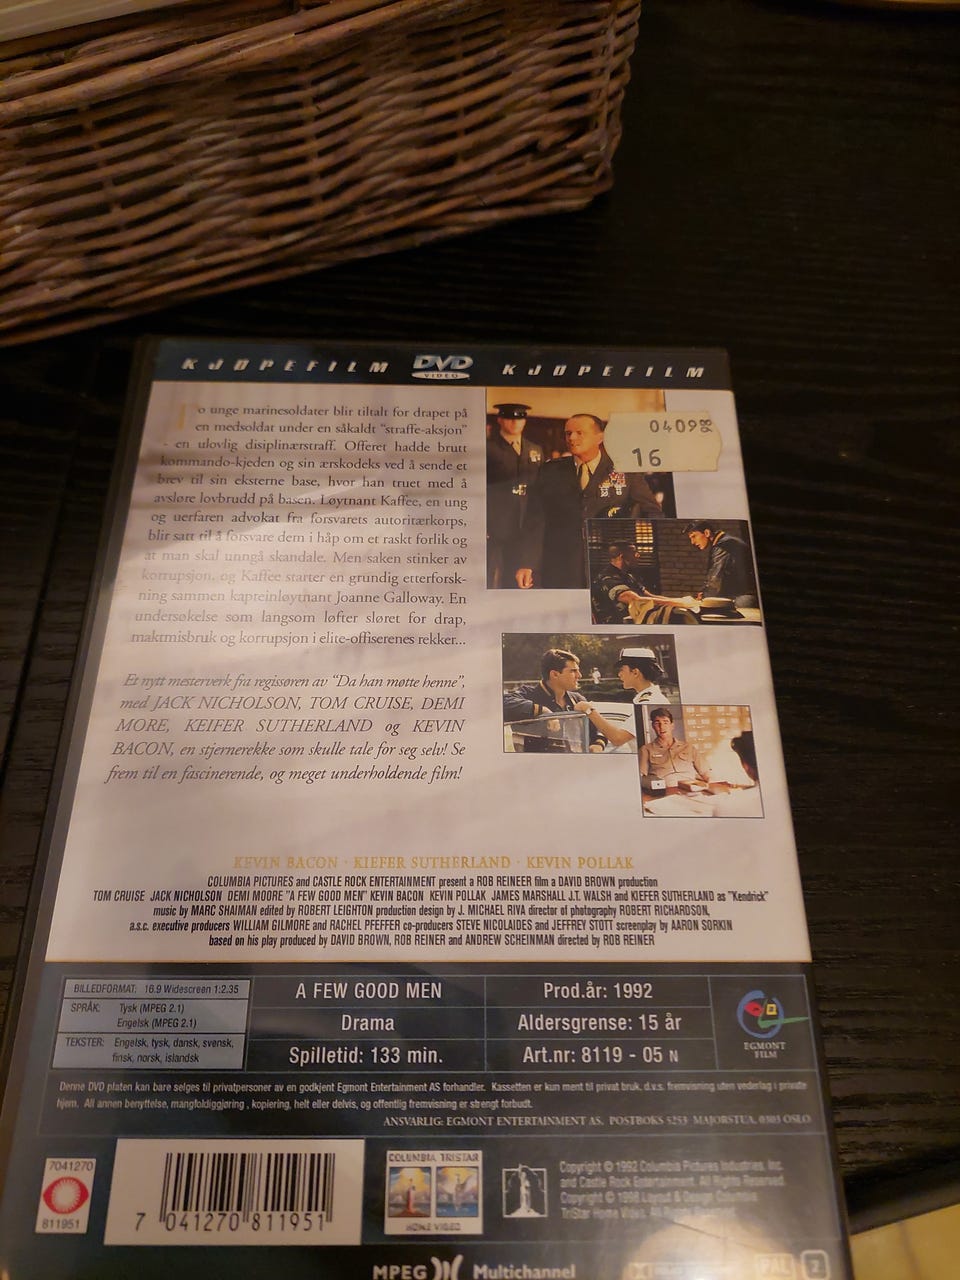 KJØPEFILM DVD VIDEO KJØPEFILM
To unge marinesoldater blir tiltalt for drapet på
en medsoldat under en såkalt "straffe-aksjon"
- en ulovlig disiplinærstraff. Offeret hadde brutt
kommando-kjeden og sin ærskodeks ved å sende et
brev til sin eksterne base, hvor han truet med å
avsløre lovbrudd på basen. Løytnant Kaffee, en ung
og uerfaren advokat fra forsvarets autoritærkorps,
blir satt til å forsvare dem i håp om et raskt forlik og
at man skal unngå skandale. Men saken stinker av
korrupsjon, og Kaffee starter en grundig etterforsk-
ning sammen kapteinløytnant Joanne Galloway. En
undersøkelse som langsom løfter sløret for drap,
maktmisbruk og korrupsjon i elite-offiserenes rekker...
Et nytt mesterverk fra regissøren av "Da han møtte henne",
med JACK NICHOLSON, TOM CRUISE, DEMI
MORE, KEIFER SUTHERLAND og KEVIN
BACON, en stjernerekke som skulle tale for seg selv! Se
frem til en fascinerende, og meget underholdende film!
040998
16
KEVIN BACON · KIEFER SUTHERLAND · KEVIN POLLAK
COLUMBIA PICTURES and CASTLE ROCK ENTERTAINMENT present a ROB REINEER film a DAVID BROWN production
TOM CRUISE JACK NICHOLSON DEMI MOORE "A FEW GOOD MEN" KEVIN BACON KEVIN POLLAK JAMES MARSHALL J.T. WALSH and KIEFER SUTHERLAND as "Kendrick"
music by MARC SHAIMAN edited by ROBERT LEIGHTON production design by J. MICHAEL RIVA director of photography ROBERT RICHARDSON,
a.s.c. executive producers WILLIAM GILMORE and RACHEL PFEFFER co-producers STEVE NICOLAIDES and JEFFREY STOTT screenplay by AARON SORKIN
based on his play produced by DAVID BROWN, ROB REINER and ANDREW SCHEINMAN directed by ROB REINER
BILLEDFORMAT: 16.9 Widescreen 1:2.35
SPRÅK: Tysk (MPEG 2.1)
Engelsk (MPEG 2.1)
TEKSTER: Engelsk, tysk, dansk, svensk,
finsk, norsk, islandsk
A FEW GOOD MEN
Drama
Spilletid: 133 min.
Prod.år: 1992
Aldersgrense: 15 år
Art.nr: 8119 - 05 N
EGMONT
FILM
Denne DVD platen kan bare selges til privatpersoner av en godkjent Egmont Entertainment AS forhandler. Kassetten er kun ment til privat bruk, d.v.s. fremvisning uten vederlag i private
hjem. All annen benyttelse, mangfoldiggjøring, kopiering, helt eller delvis, og offentlig fremvisning er strengt forbudt.
ANSVARLIG: EGMONT ENTERTAINMENT AS. POSTBOKS 5253 MAJORSTUA, 0303 OSLO
7041270
811951
7 041270 811951
COLUMBIA TRISTAR
HOME VIDEO
Copyright © 1992 Columbia Pictures Industries, Inc.
and Castle Rock Entertainment. All Rights Reserved.
Copyright © 1998 Layout & Design Columbia
TriStar Home Video. All Rights Reserved.
MPEG Multichannel
PAL 2